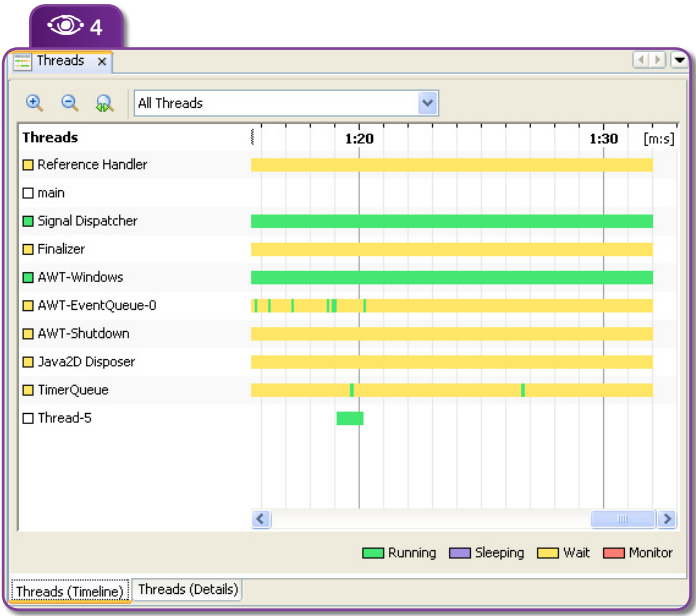 4
Threads x
All Threads
Threads 1:20 1:30 [m:s]
Reference Handler
main
Signal Dispatcher
Finalizer
AWT-Windows
AWT-EventQueue-0
AWT-Shutdown
Java2D Disposer
TimerQueue
Thread-5
Running Sleeping Wait Monitor
Threads (Timeline) Threads (Details)